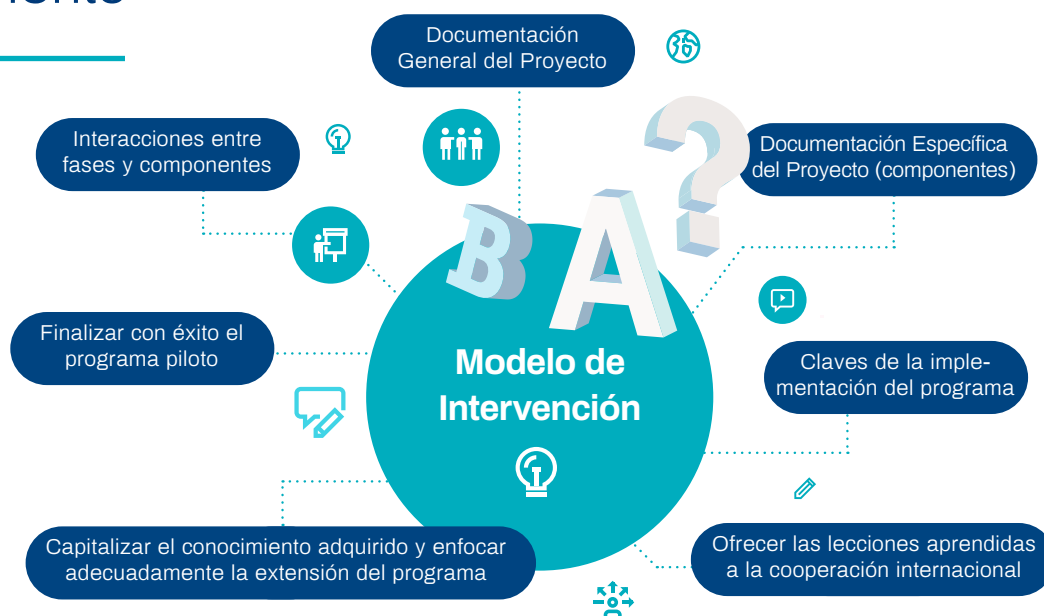 Documentación
General del Proyecto
Interacciones entre
fases y componentes
Documentación Específica
del Proyecto (componentes)
B A ?
Finalizar con éxito el
programa piloto
Modelo de
Intervención
Claves de la imple-
mentación del programa
Capitalizar el conocimiento adquirido y enfocar
adecuadamente la extensión del programa
Ofrecer las lecciones aprendidas
a la cooperación internacional